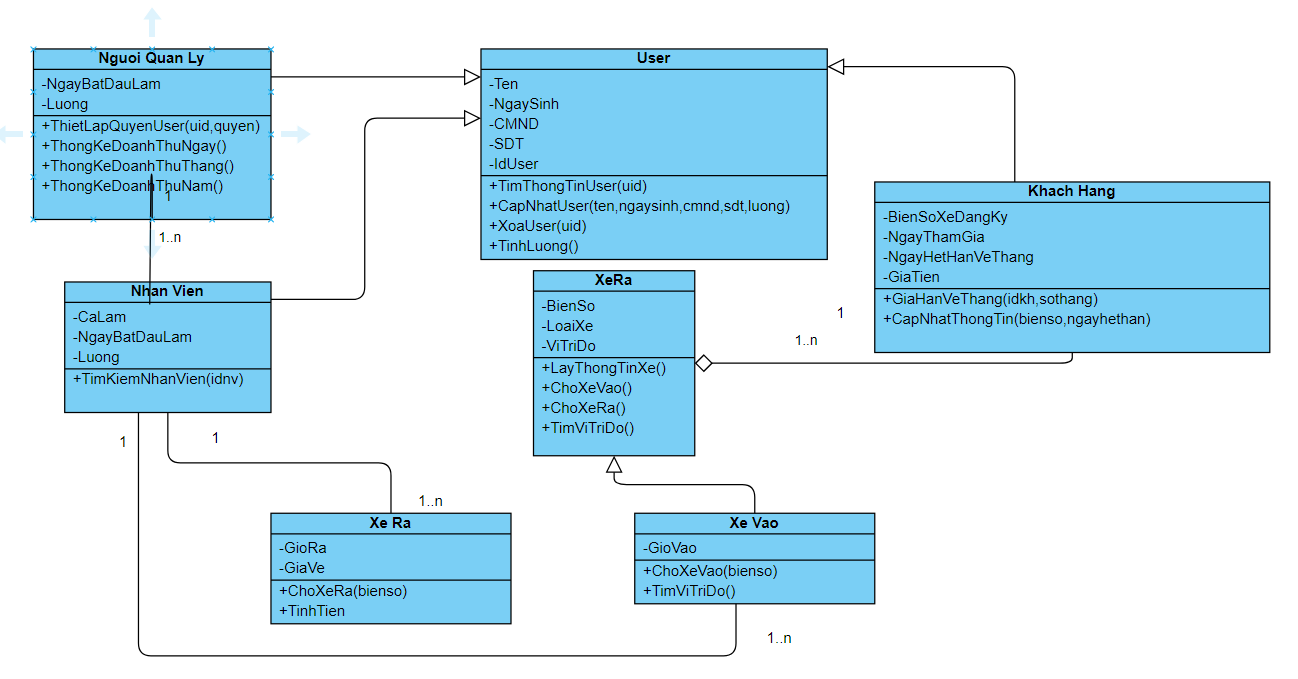 Nguoi Quan Ly
-NgayBatDauLam
-Luong
+ThietLapQuyenUser(uid,quyen)
+ThongKeDoanhThuNgay()
+ThongKeDoanhThuThang()
+ThongKeDoanhThuNam()
1
1..n
User
-Ten
-NgaySinh
-CMND
-SDT
-IdUser
+TimThongTinUser(uid)
+CapNhatUser(ten,ngaysinh,cmnd,sdt,luong)
+XoaUser(uid)
+TinhLuong()
Khach Hang
-BienSoXeDangKy
-NgayThamGia
-NgayHetHanVeThang
-GiaTien
+GiaHanVeThang(idkh,sothang)
+CapNhatThongTin(bienso,ngayhethan)
Nhan Vien
-CaLam
-NgayBatDauLam
-Luong
+TimKiemNhanVien(idnv)
XeRa
-BienSo
-LoaiXe
-ViTriDo
+LayThongTinXe()
+ChoXeVao()
+ChoXeRa()
+TimViTriDo()
1
1..n
1
1
1..n
Xe Ra
-GioRa
-GiaVe
+ChoXeRa(bienso)
+TinhTien
Xe Vao
-GioVao
+ChoXeVao(bienso)
+TimViTriDo()
1..n